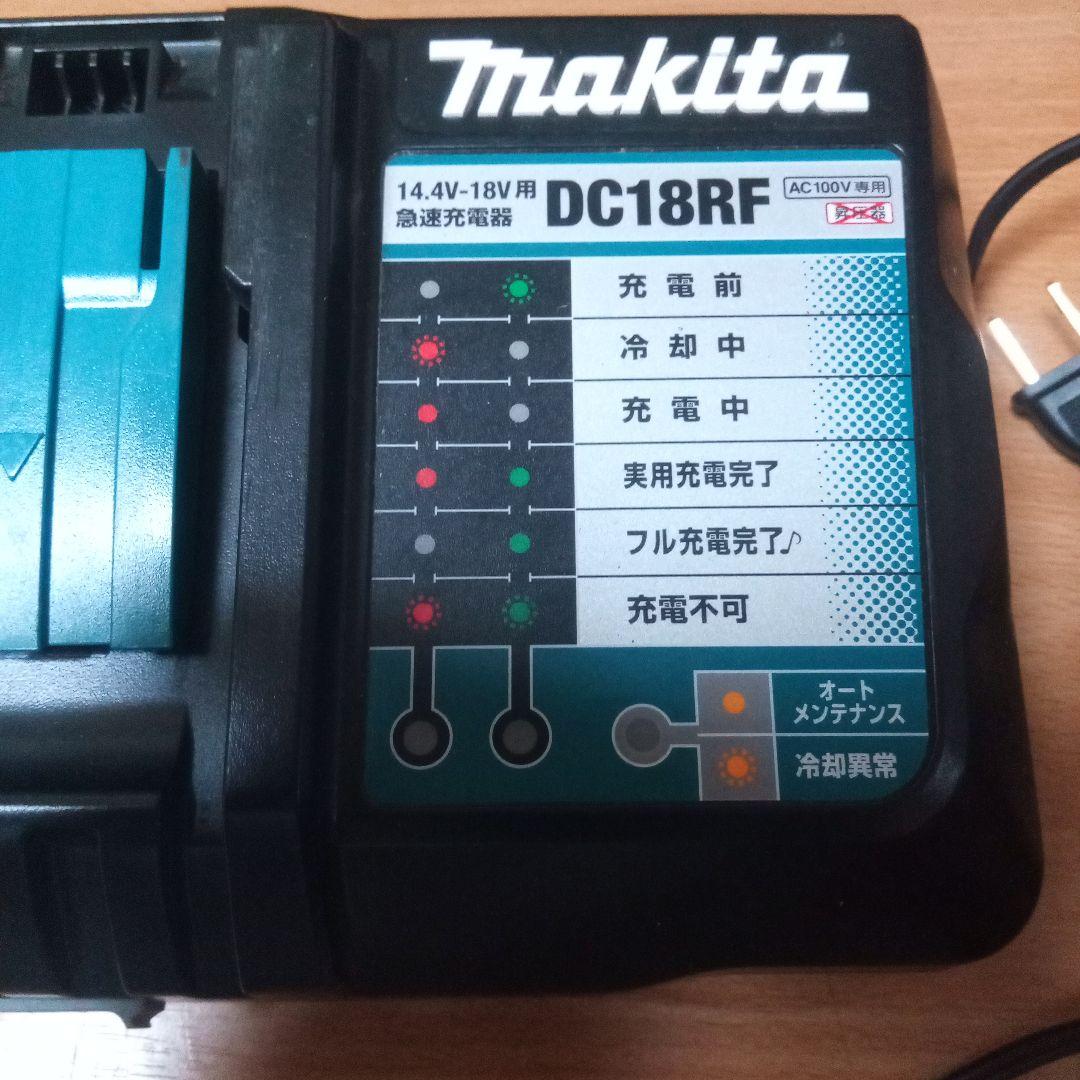 makita
14.4V-18V用
急速充電器
DC18RF
AC100V専用
昇圧器
充電前
冷却中
充電中
実用充電完了
フル充電完了♪
充電不可
オート
メンテナンス
冷却異常